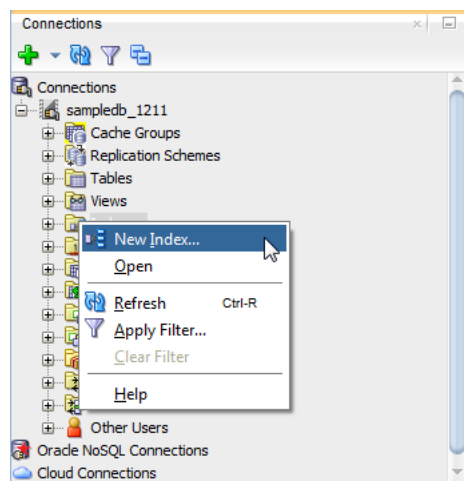 Connections
Connections
sampledb_1211
Cache Groups
Replication Schemes
Tables
Views
New Index...
Open
Refresh Ctrl-R
Apply Filter...
Clear Filter
Help
Other Users
Oracle NoSQL Connections
Cloud Connections